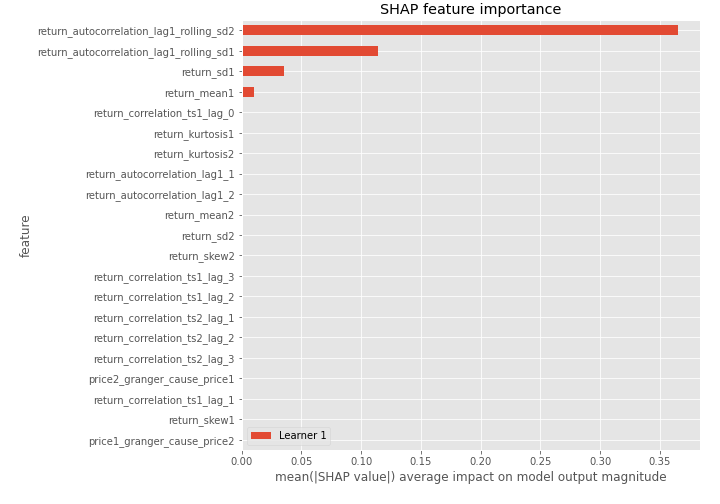 SHAP feature importance
return_autocorrelation_lag1_rolling_sd2
return_autocorrelation_lag1_rolling_sd1
return_sd1
return_mean1
return_correlation_ts1_lag_0
return_kurtosis1
return_kurtosis2
return_autocorrelation_lag1_1
return_autocorrelation_lag1_2
return_mean2
return_sd2
return_skew2
return_correlation_ts1_lag_3
return_correlation_ts1_lag_2
return_correlation_ts2_lag_1
return_correlation_ts2_lag_2
return_correlation_ts2_lag_3
price2_granger_cause_price1
return_correlation_ts1_lag_1
return_skew1
price1_granger_cause_price2
feature
Learner 1
0.00 0.05 0.10 0.15 0.20 0.25 0.30 0.35
mean(|SHAP value|) average impact on model output magnitude